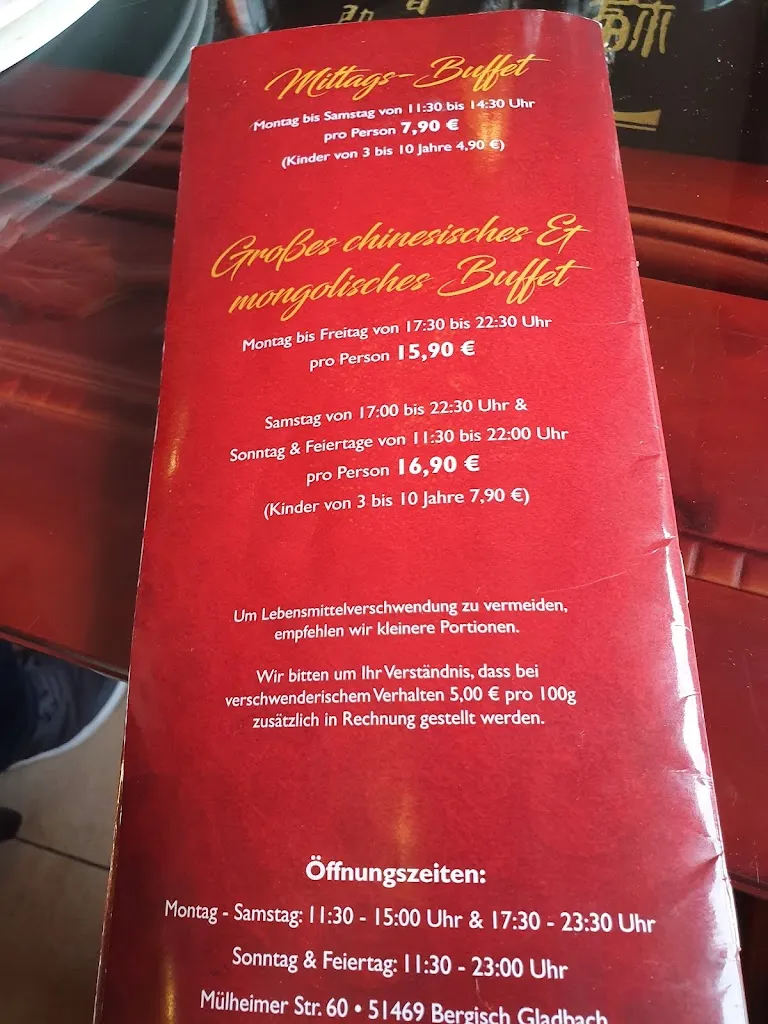 Mittags-Buffet
Montag bis Samstag von 11:30 bis 14:30 Uhr
pro Person 7,90 €
(Kinder von 3 bis 10 Jahre 4,90 €)
Großes chinesisches &
mongolisches Buffet
Montag bis Freitag von 17:30 bis 22:30 Uhr
pro Person 15,90 €
Samstag von 17:00 bis 22:30 Uhr &
Sonntag & Feiertage von 11:30 bis 22:00 Uhr
pro Person 16,90 €
(Kinder von 3 bis 10 Jahre 7,90 €)
Um Lebensmittelverschwendung zu vermeiden,
empfehlen wir kleinere Portionen.
Wir bitten um Ihr Verständnis, dass bei
verschwenderischem Verhalten 5,00 € pro 100g
zusätzlich in Rechnung gestellt werden.
Öffnungszeiten:
Montag - Samstag: 11:30 - 15:00 Uhr & 17:30 - 23:30 Uhr
Sonntag & Feiertag: 11:30 - 23:00 Uhr
Mülheimer Str. 60 • 51469 Bergisch Gladbach